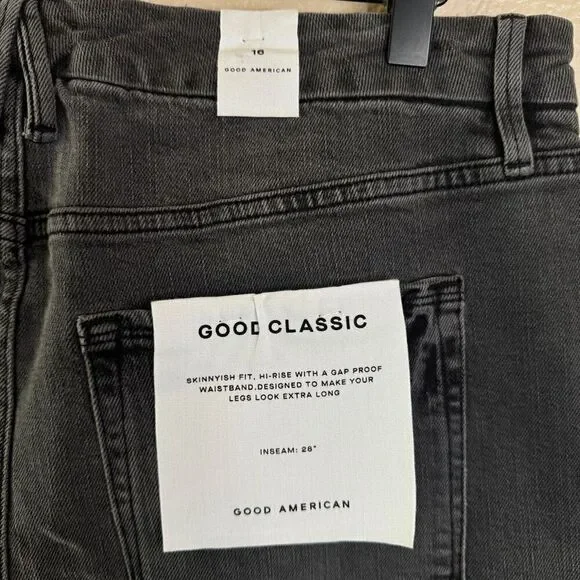 16
GOOD AMERICAN
GOOD CLASSIC
SKINNYISH FIT, HI-RISE WITH A GAP PROOF
WAISTBAND.DESIGNED TO MAKE YOUR
LEGS LOOK EXTRA LONG
INSEAM: 28"
GOOD AMERICAN